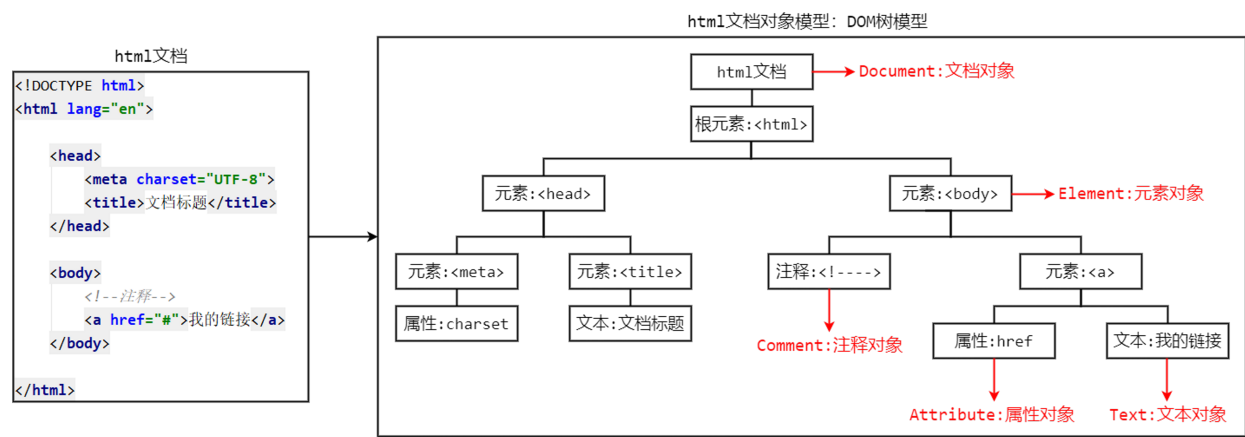 html文档
<!DOCTYPE html>
<html lang="en">
<head>
<meta charset="UTF-8">
<title>文档标题</title>
</head>
<body>
<!--注释-->
<a href="#">我的链接</a>
</body>
</html>
html文档对象模型: DOM树模型
html文档
Document:文档对象
根元素:<html>
元素:<head>
元素:<body>
Element:元素对象
元素:<meta>
元素:<title>
注释:<!---->
元素:<a>
属性:charset
文本:文档标题
Comment:注释对象
属性:href
文本:我的链接
Attribute:属性对象
Text:文本对象